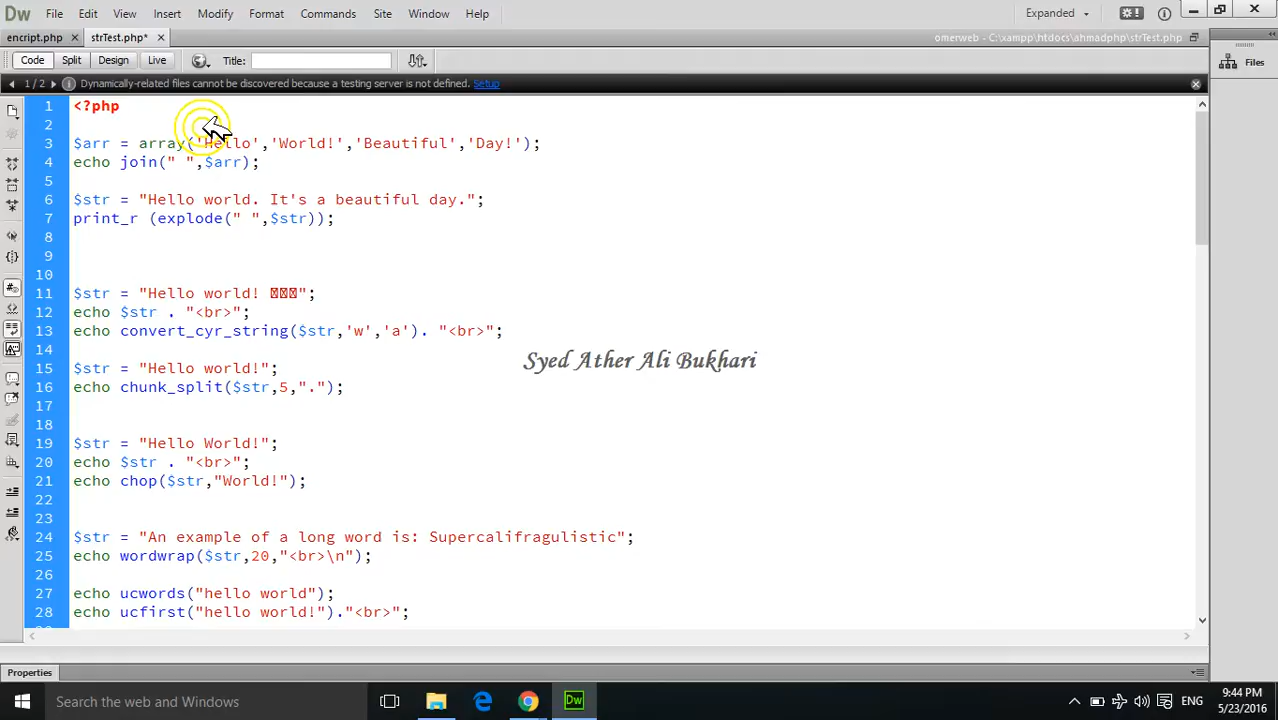 Dw File Edit View Insert Modify Format Commands Site Window Help Expanded
encript.php × strTest.php* × omerweb - C:\xampp\htdocs\ahmadphp\strTest.php
Code Split Design Live Title: Files
1 / 2 Dynamically-related files cannot be discovered because a testing server is not defined. Setup
1 <?php
2
3 $arr = array('Hello','World!','Beautiful','Day!');
4 echo join(" ",$arr);
5
6 $str = "Hello world. It's a beautiful day.";
7 print_r (explode(" ",$str));
8
9
10
11 $str = "Hello world! ";
12 echo $str . "<br>";
13 echo convert_cyr_string($str,'w','a'). "<br>";
14
Syed Ather Ali Bukhari
15 $str = "Hello world!";
16 echo chunk_split($str,5,".");
17
18
19 $str = "Hello World!";
20 echo $str . "<br>";
21 echo chop($str,"World!");
22
23
24 $str = "An example of a long word is: Supercalifragulistic";
25 echo wordwrap($str,20,"<br>\n");
26
27 echo ucwords("hello world");
28 echo ucfirst("hello world!")."<br>";
Properties
Search the web and Windows Dw ENG 9:44 PM
5/23/2016